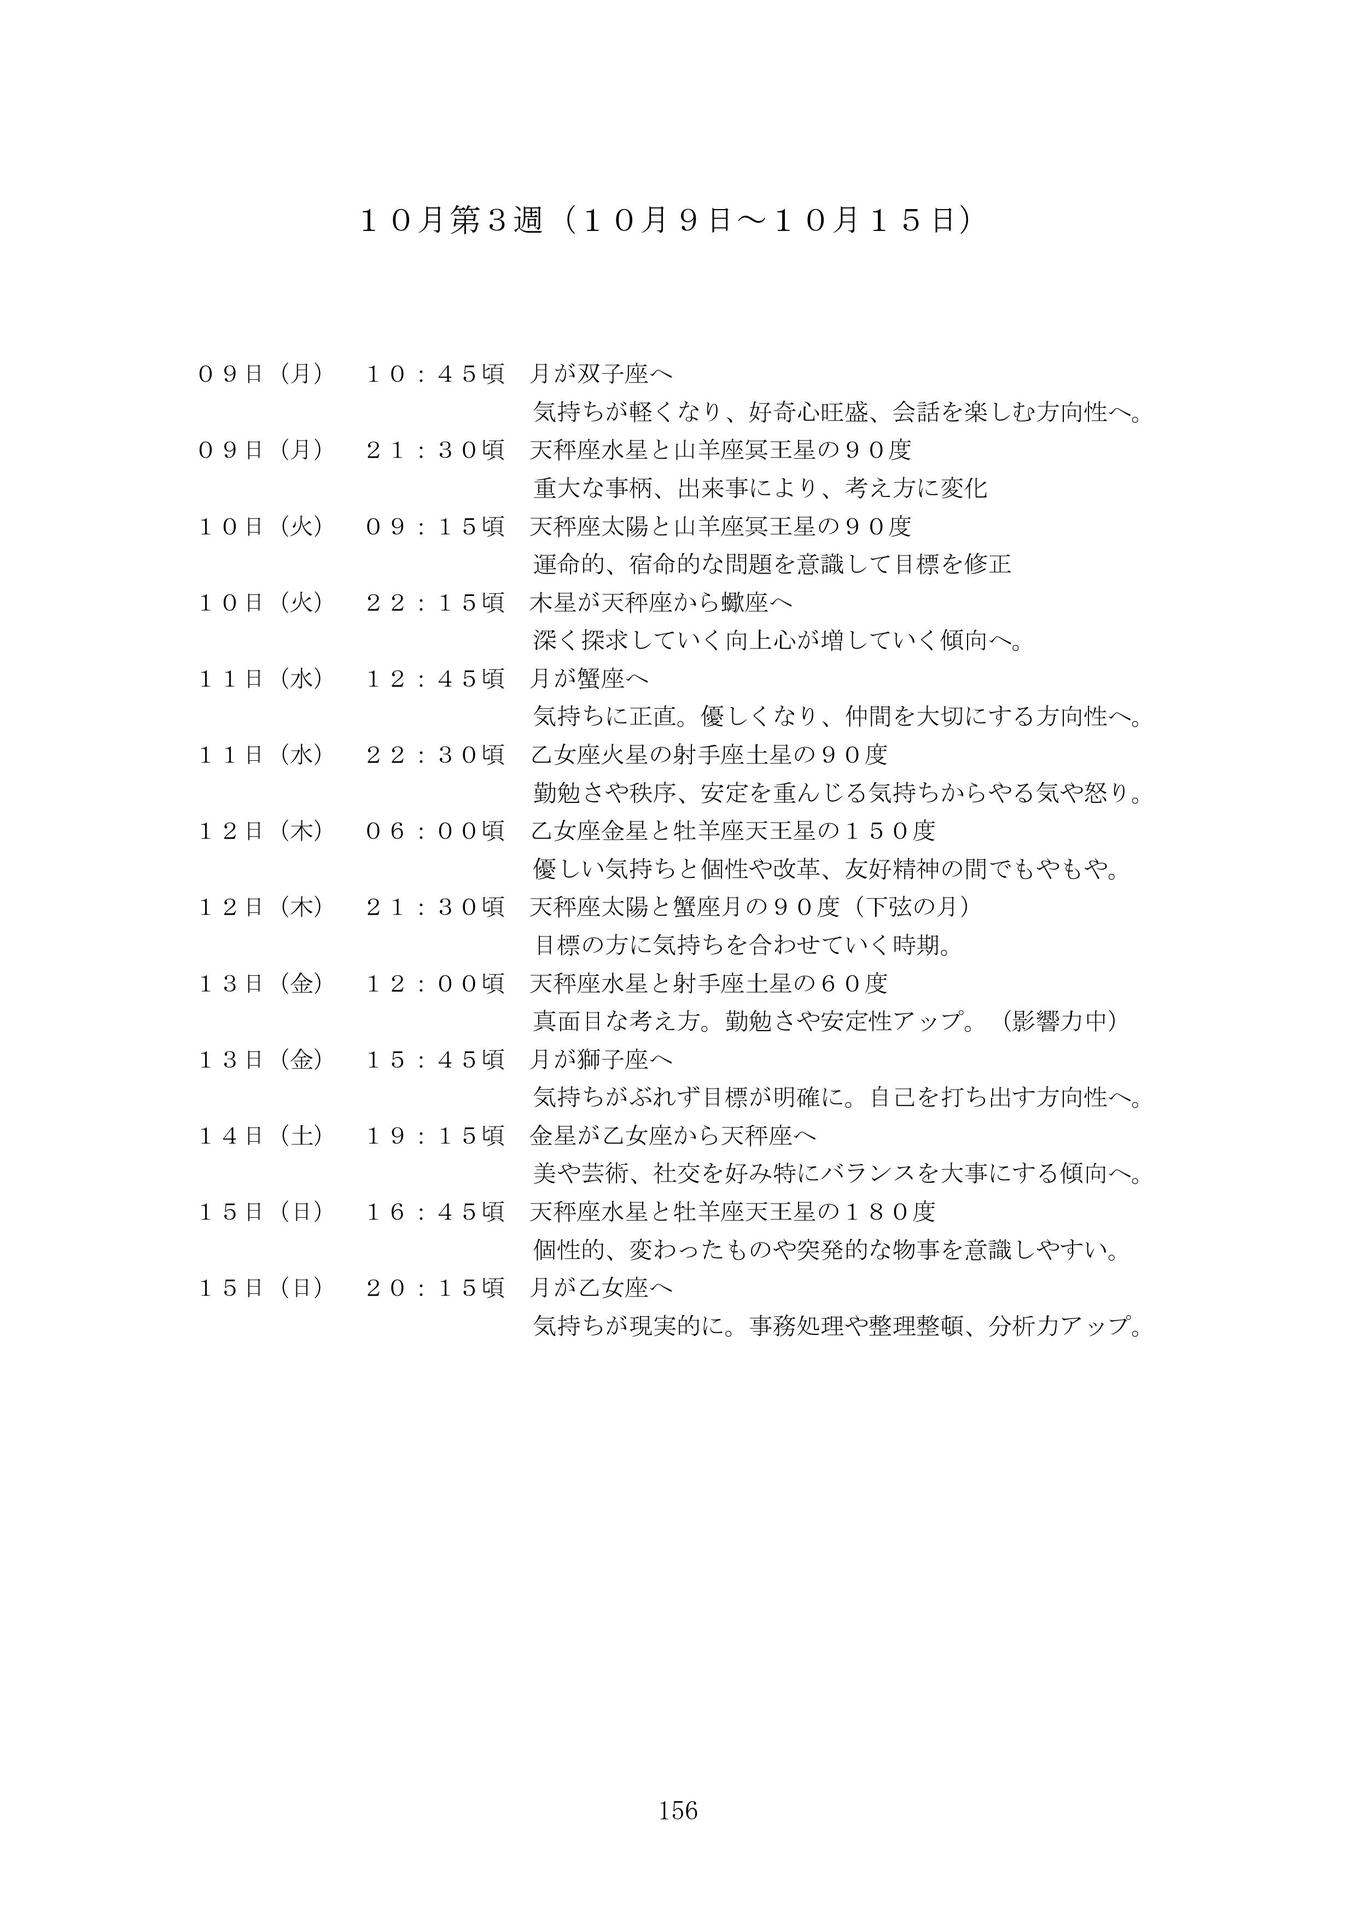 １０月第３週（１０月９日～１０月１５日）
０９日（月）　１０：４５頃　月が双子座へ
気持ちが軽くなり、好奇心旺盛、会話を楽しむ方向性へ。
０９日（月）　２１：３０頃　天秤座水星と山羊座冥王星の９０度
重大な事柄、出来事により、考え方に変化
１０日（火）　０９：１５頃　天秤座太陽と山羊座冥王星の９０度
運命的、宿命的な問題を意識して目標を修正
１０日（火）　２２：１５頃　木星が天秤座から蠍座へ
深く探求していく向上心が増していく傾向へ。
１１日（水）　１２：４５頃　月が蟹座へ
気持ちに正直。優しくなり、仲間を大切にする方向性へ。
１１日（水）　２２：３０頃　乙女座火星の射手座土星の９０度
勤勉さや秩序、安定を重んじる気持ちからやる気や怒り。
１２日（木）　０６：００頃　乙女座金星と牡羊座天王星の１５０度
優しい気持ちと個性や改革、友好精神の間でもやもや。
１２日（木）　２１：３０頃　天秤座太陽と蟹座月の９０度（下弦の月）
目標の方に気持ちを合わせていく時期。
１３日（金）　１２：００頃　天秤座水星と射手座土星の６０度
真面目な考え方。勤勉さや安定性アップ。（影響力中）
１３日（金）　１５：４５頃　月が獅子座へ
気持ちがぶれず目標が明確に。自己を打ち出す方向性へ。
１４日（土）　１９：１５頃　金星が乙女座から天秤座へ
美や芸術、社交を好み特にバランスを大事にする傾向へ。
１５日（日）　１６：４５頃　天秤座水星と牡羊座天王星の１８０度
個性的、変わったものや突発的な物事を意識しやすい。
１５日（日）　２０：１５頃　月が乙女座へ
気持ちが現実的に。事務処理や整理整頓、分析力アップ。
156